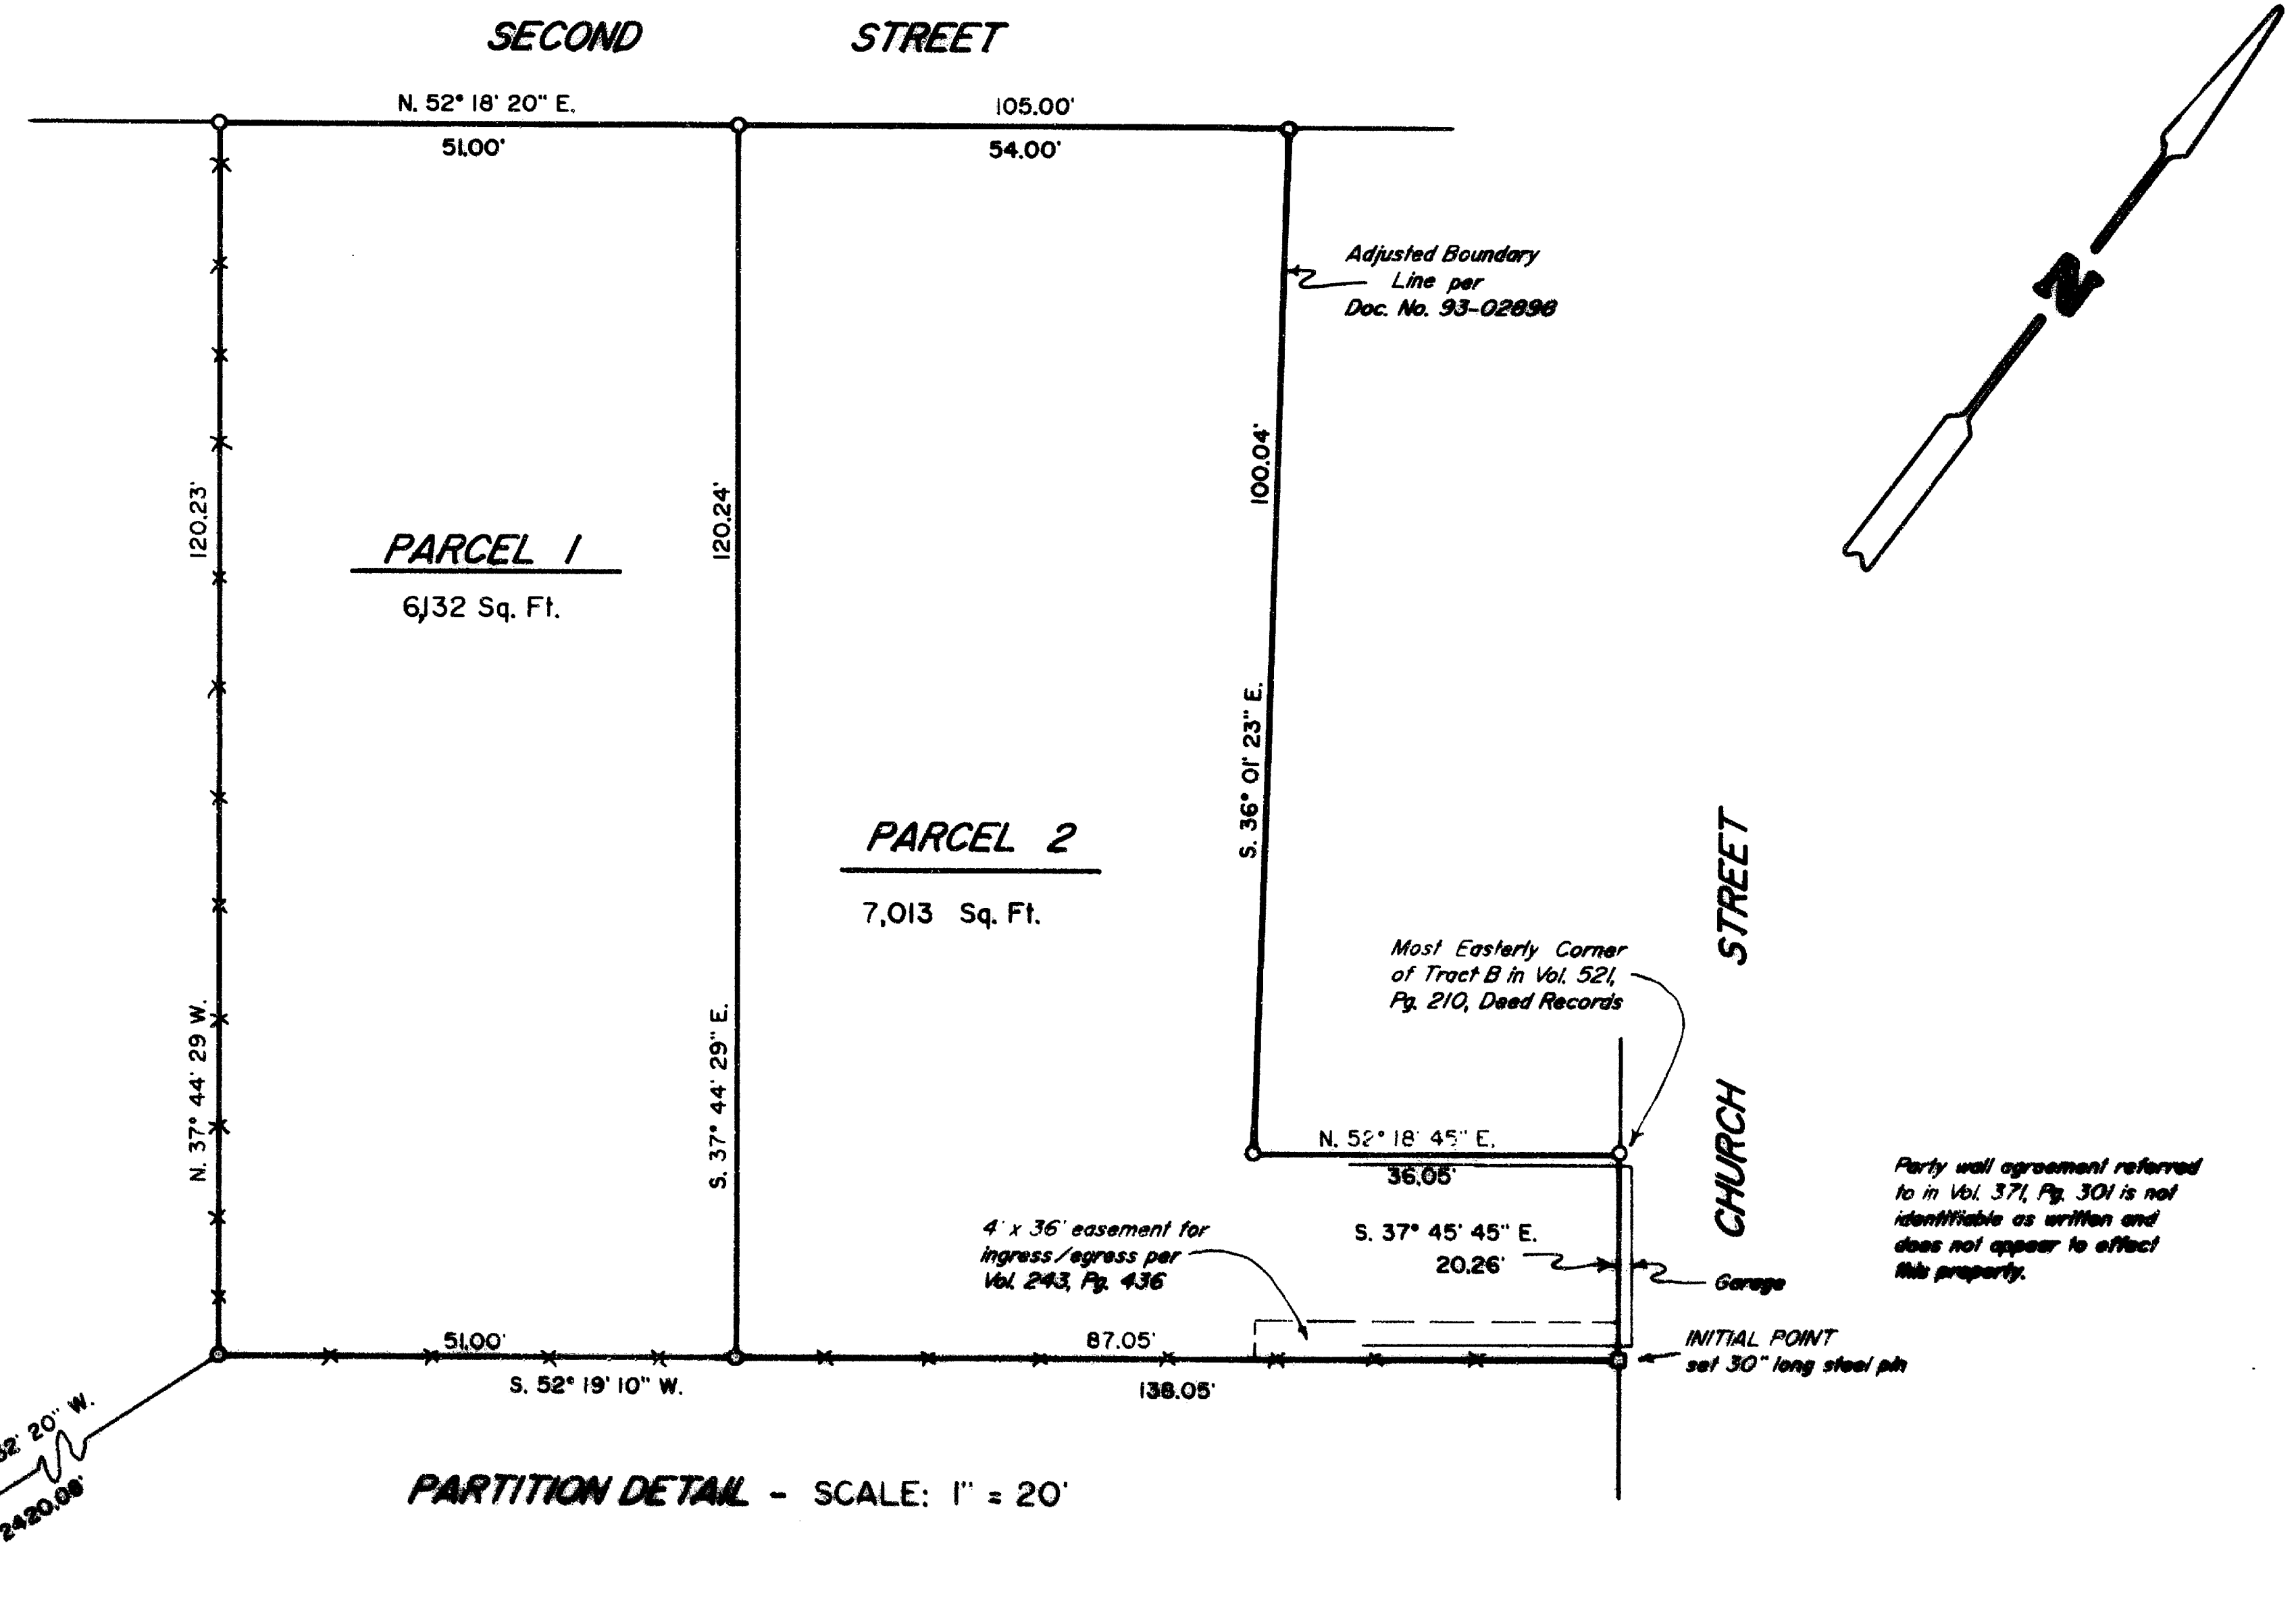 SECOND STREET
N. 52° 18' 20" E.
105.00'
51.00'
54.00'
Adjusted Boundary
Line per
Doc. No. 93-02896
N
120.23'
120.24'
100.04'
PARCEL 1
6,132 Sq. Ft.
S. 36° 01' 23" E.
PARCEL 2
7,013 Sq. Ft.
CHURCH STREET
Most Easterly Corner
of Tract B in Vol. 521,
Pg. 210, Deed Records
N. 37° 44' 29 W.
S. 37° 44' 29" E.
N. 52° 18' 45" E.
36.05'
Party wall agreement referred
to in Vol. 371, Pg. 301 is not
identifiable as written and
does not appear to effect
this property.
4' x 36' easement for
ingress/egress per
Vol. 243, Pg. 436
S. 37° 45' 45" E.
20.26'
Garage
51.00'
87.05'
INITIAL POINT
set 30" long steel pin
S. 52° 19' 10" W.
138.05'
20" W.
2420.08'
PARTITION DETAIL - SCALE: 1" = 20'